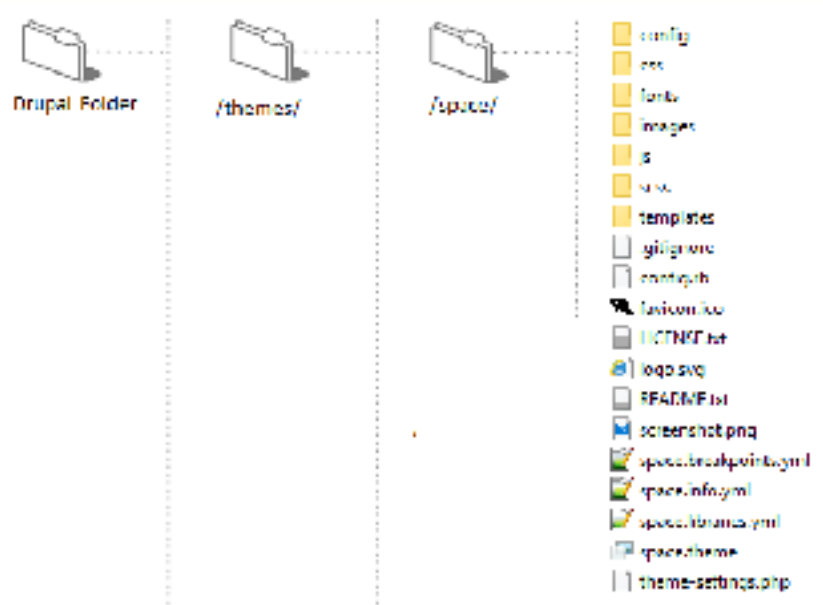 Drupal Folder
/themes/
/space/
config
css
fonts
images
js
templates
.gitignore
config.rb
favicon.ico
LICENSE.txt
logo.svg
README.txt
screenshot.png
space.breakpoints.yml
space.info.yml
space.libraries.yml
space.theme
theme-settings.php